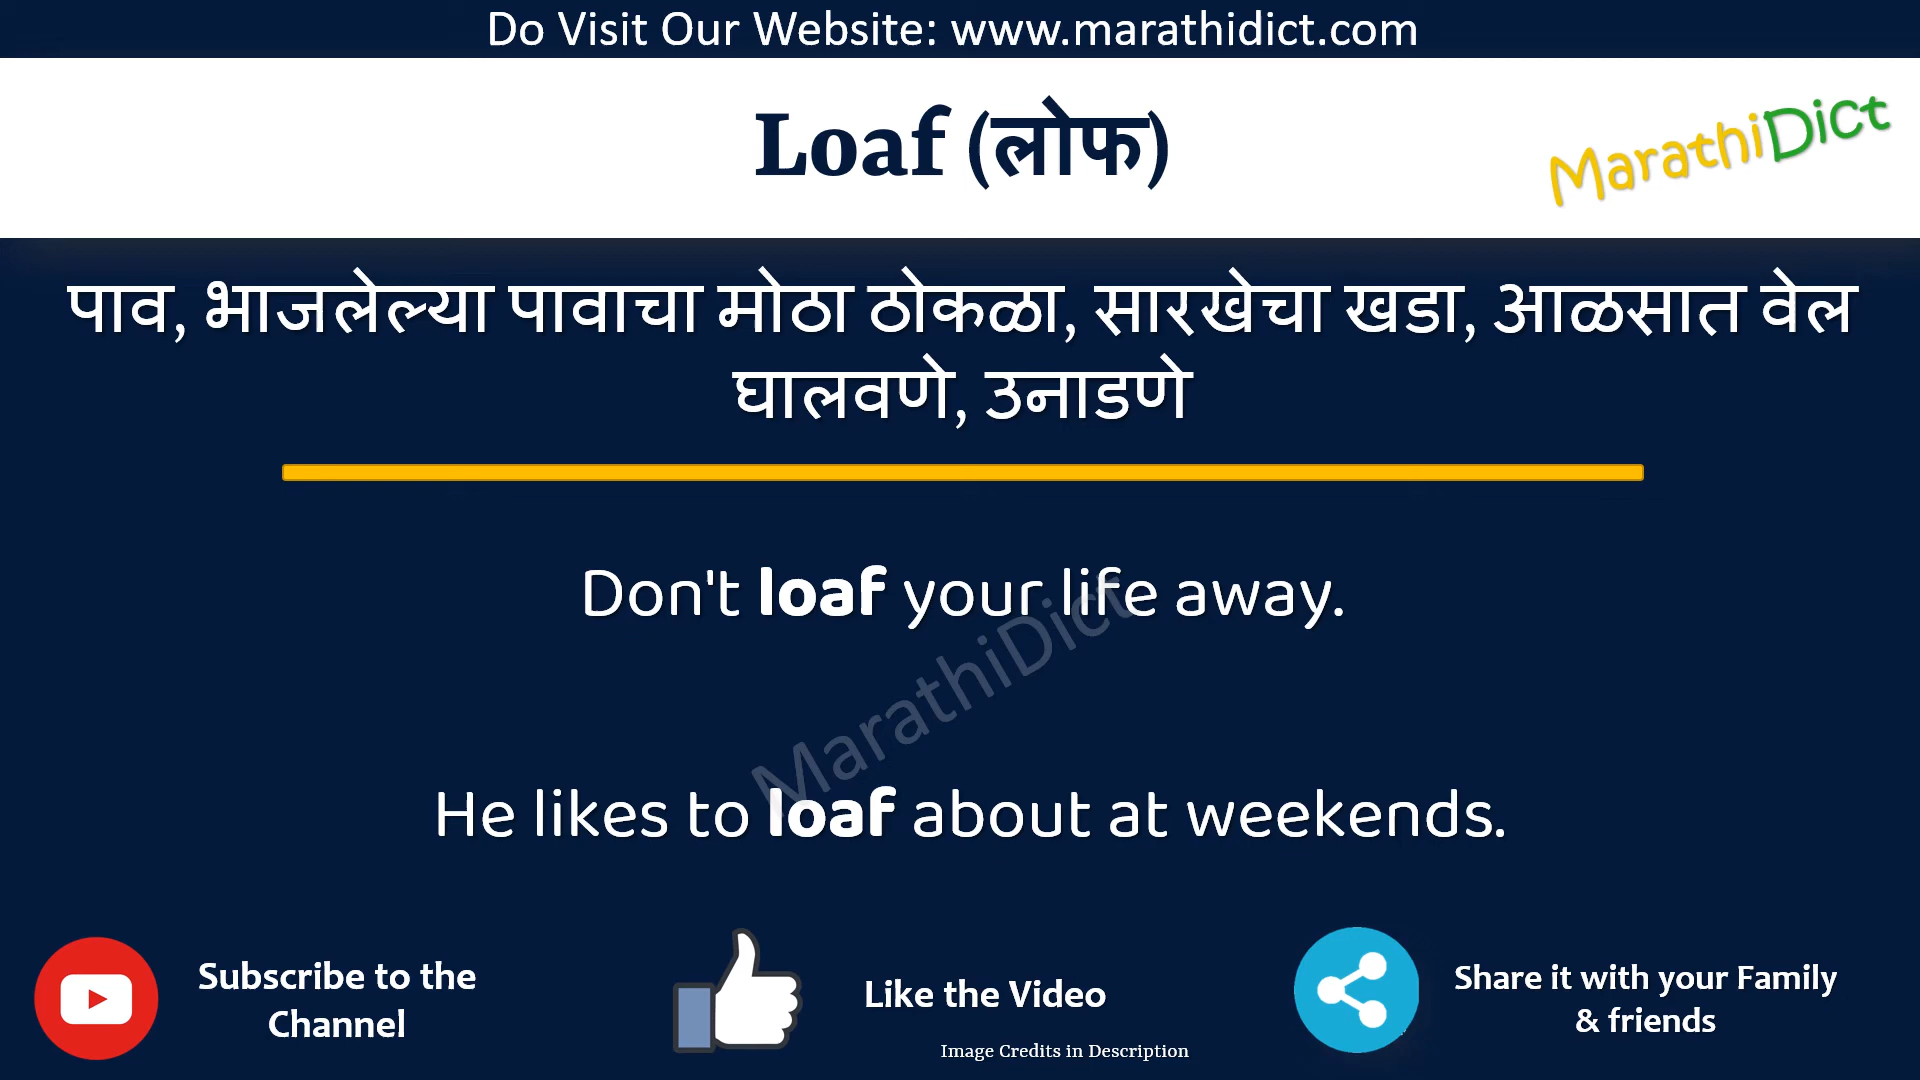 Do Visit Our Website: www.marathidict.com
Loaf (लोफ)
MarathiDict
पाव, भाजलेल्या पावाचा मोठा ठोकळा, सारखेचा खडा, आळसात वेल
घालवणे, उनाडणे
Don't loaf your life away.
MarathiDict
He likes to loaf about at weekends.
Subscribe to the
Channel
Like the Video
Share it with your Family
& friends
Image Credits in Description